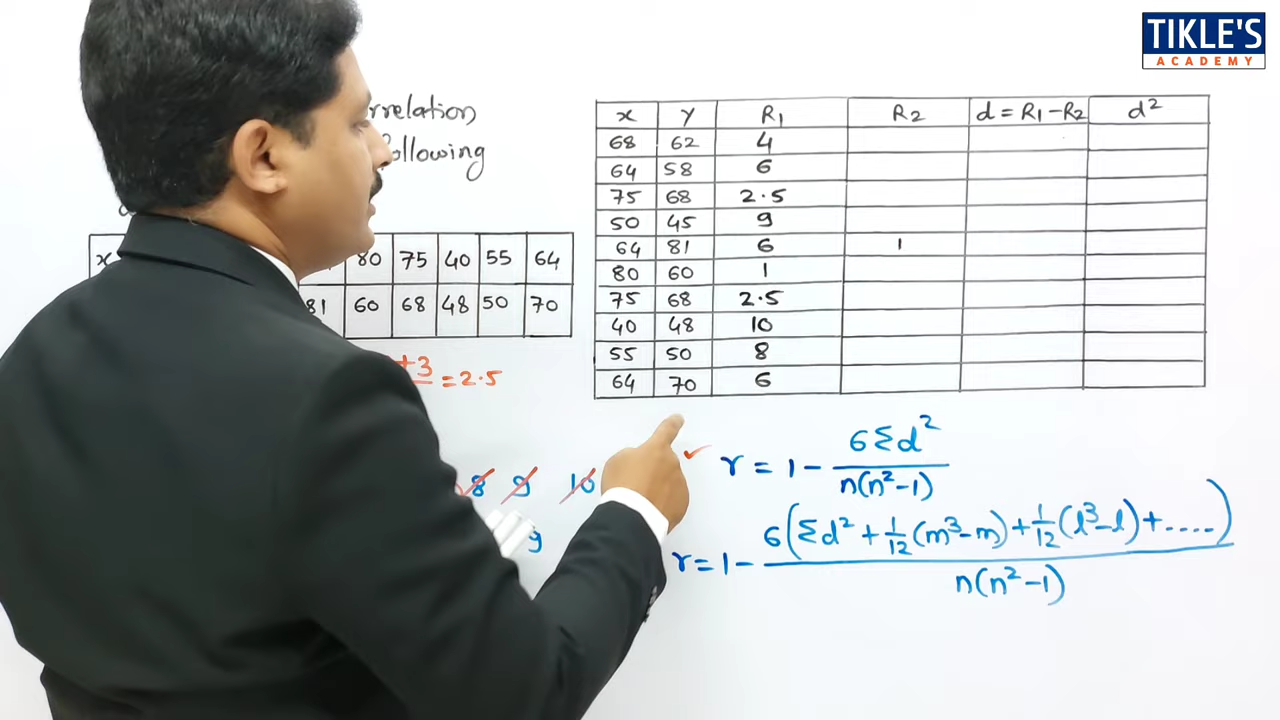 TIKLE'S
ACADEMY
rrelation
following
x 80 75 40 55 64
81 60 68 48 50 70
+3 = 2.5
8 9 10
9
x y R₁ R₂ d = R₁ - R₂ d²
68 62 4
64 58 6
75 68 2.5
50 45 9
64 81 6 1
80 60 1
75 68 2.5
40 48 10
55 50 8
64 70 6
✓ r = 1 - 6Σd² / n(n²-1)
r = 1 - 6(Σd² + 1/12(m³-m) + 1/12(l³-l) + .....) / n(n²-1)